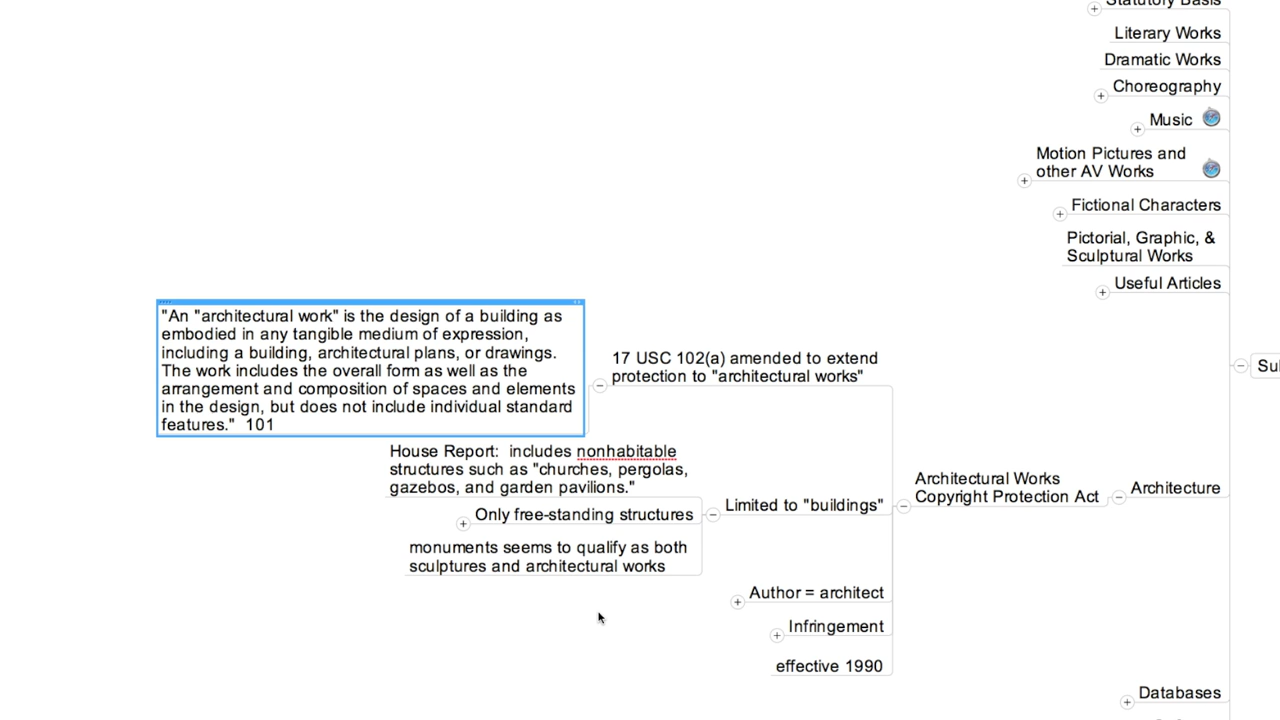 Statutory Basis
Literary Works
Dramatic Works
Choreography
Music
Motion Pictures and
other AV Works
Fictional Characters
Pictorial, Graphic, &
Sculptural Works
Useful Articles
"An "architectural work" is the design of a building as
embodied in any tangible medium of expression,
including a building, architectural plans, or drawings.
The work includes the overall form as well as the
arrangement and composition of spaces and elements
in the design, but does not include individual standard
features."  101
17 USC 102(a) amended to extend
protection to "architectural works"
House Report:  includes nonhabitable
structures such as "churches, pergolas,
gazebos, and garden pavilions."
Only free-standing structures
monuments seems to qualify as both
sculptures and architectural works
Limited to "buildings"
Author = architect
Infringement
effective 1990
Architectural Works
Copyright Protection Act
Architecture
Databases